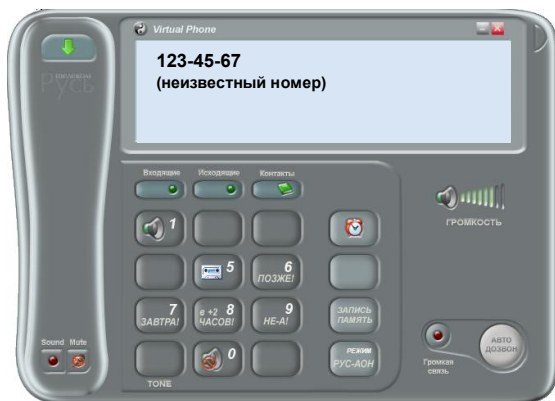 Virtual Phone
123-45-67
(неизвестный номер)
Русь
Входящие
Исходящие
Контакты
1
ГРОМКОСТЬ
5
6
ПОЗЖЕ!
7
ЗАВТРА!
в +2 8
ЧАСОВ!
9
НЕ-А!
ЗАПИСЬ
ПАМЯТЬ
Sound Mute
0
РЕЖИМ
РУС-АОН
Громкая
связь
АВТО
ДОЗВОН
TONE